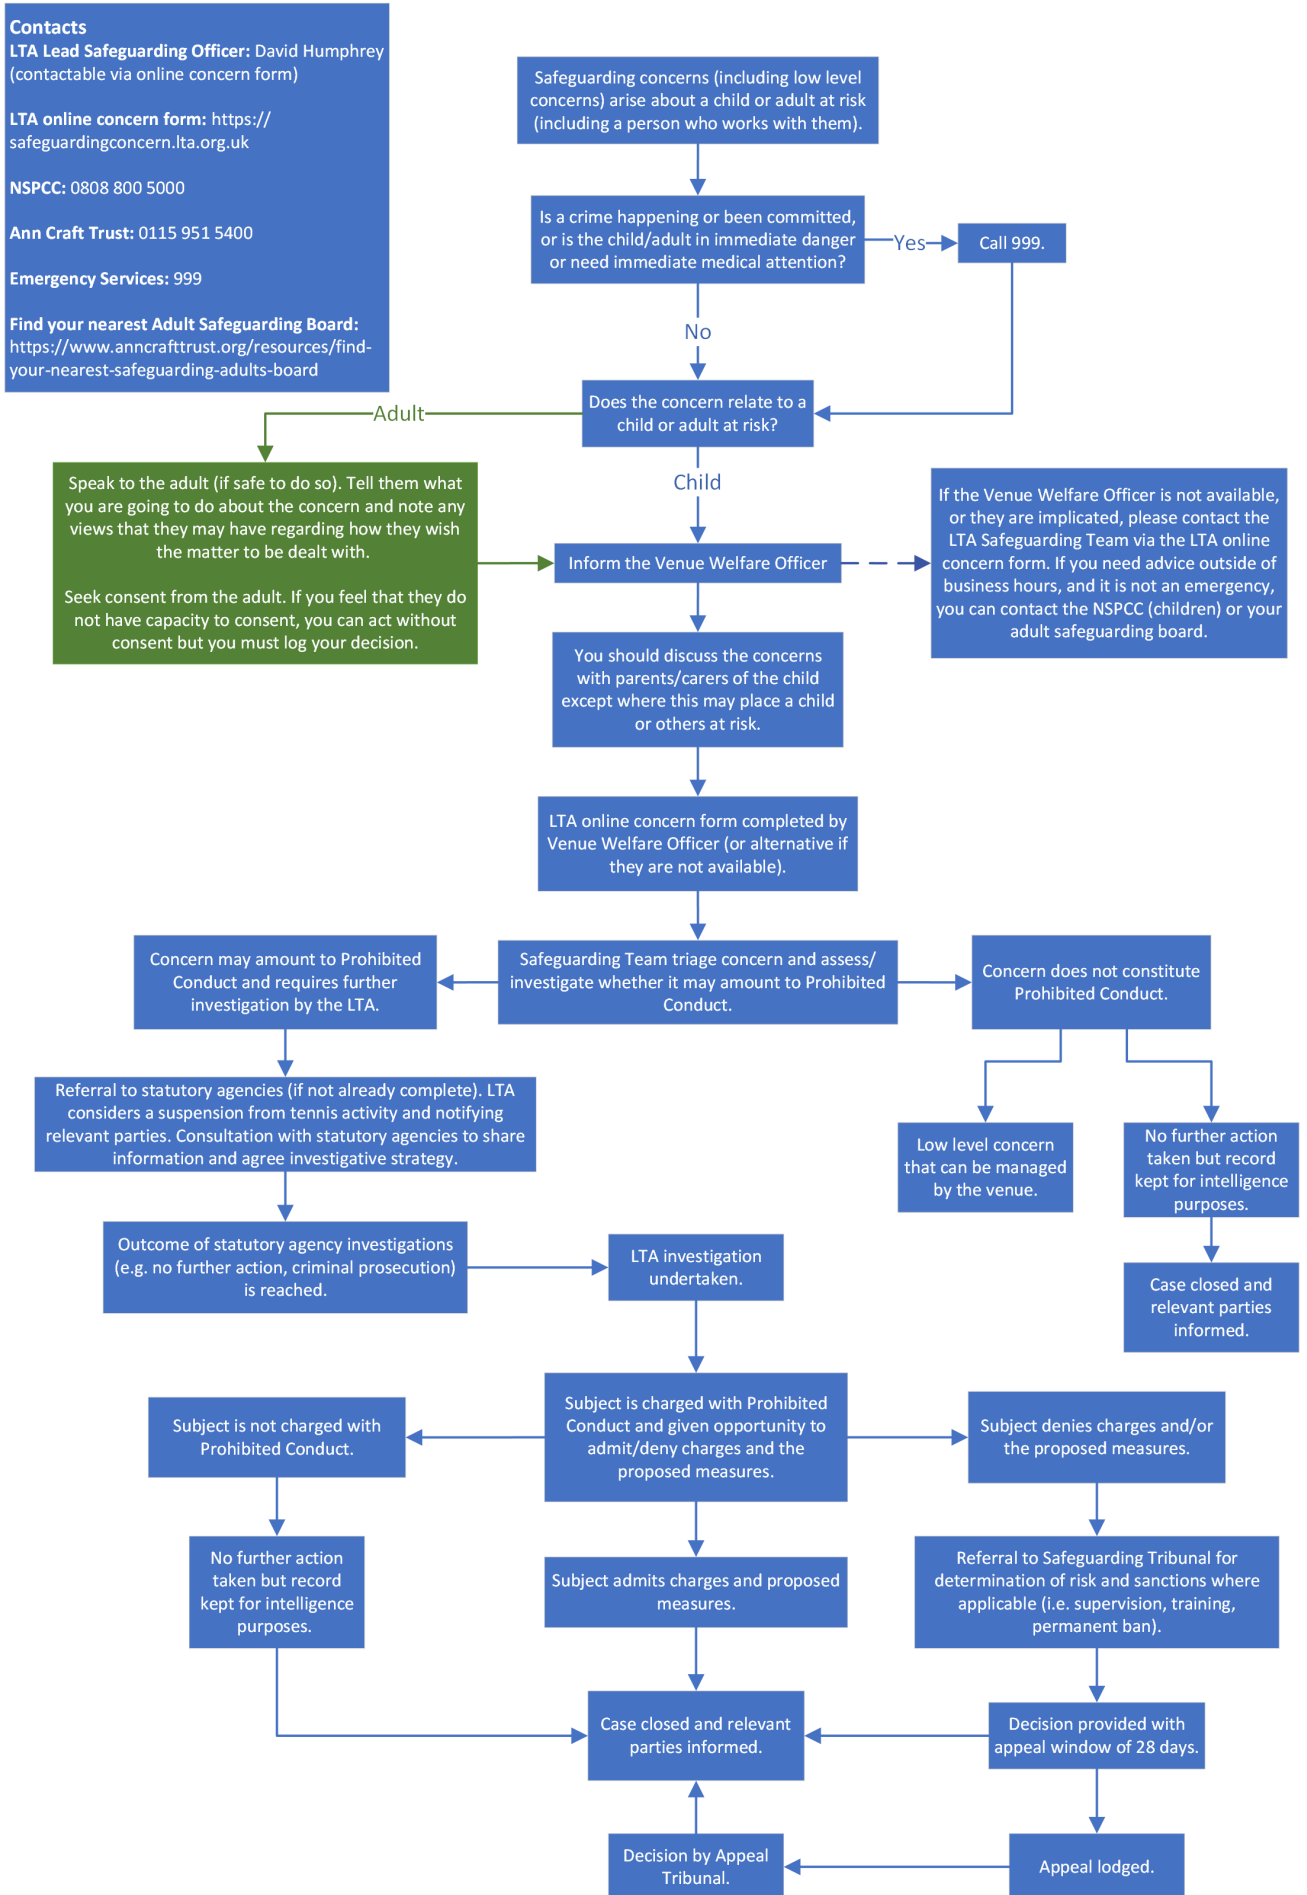 Contacts
LTA Lead Safeguarding Officer: David Humphrey
(contactable via online concern form)
LTA online concern form: https://
safeguardingconcern.lta.org.uk
NSPCC: 0808 800 5000
Ann Craft Trust: 0115 951 5400
Emergency Services: 999
Find your nearest Adult Safeguarding Board:
https://www.anncrafttrust.org/resources/find-
your-nearest-safeguarding-adults-board
Safeguarding concerns (including low level
concerns) arise about a child or adult at risk
(including a person who works with them).
Is a crime happening or been committed,
or is the child/adult in immediate danger
or need immediate medical attention?
Yes
Call 999.
No
Does the concern relate to a
child or adult at risk?
Adult
Speak to the adult (if safe to do so). Tell them what
you are going to do about the concern and note any
views that they may have regarding how they wish
the matter to be dealt with.
Seek consent from the adult. If you feel that they do
not have capacity to consent, you can act without
consent but you must log your decision.
Child
Inform the Venue Welfare Officer
If the Venue Welfare Officer is not available,
or they are implicated, please contact the
LTA Safeguarding Team via the LTA online
concern form. If you need advice outside of
business hours, and it is not an emergency,
you can contact the NSPCC (children) or your
adult safeguarding board.
You should discuss the concerns
with parents/carers of the child
except where this may place a child
or others at risk.
LTA online concern form completed by
Venue Welfare Officer (or alternative if
they are not available).
Safeguarding Team triage concern and assess/
investigate whether it may amount to Prohibited
Conduct.
Concern may amount to Prohibited
Conduct and requires further
investigation by the LTA.
Concern does not constitute
Prohibited Conduct.
Referral to statutory agencies (if not already complete). LTA
considers a suspension from tennis activity and notifying
relevant parties. Consultation with statutory agencies to share
information and agree investigative strategy.
Low level concern
that can be managed
by the venue.
No further action
taken but record
kept for intelligence
purposes.
Case closed and
relevant parties
informed.
Outcome of statutory agency investigations
(e.g. no further action, criminal prosecution)
is reached.
LTA investigation
undertaken.
Subject is not charged with
Prohibited Conduct.
Subject is charged with Prohibited
Conduct and given opportunity to
admit/deny charges and the
proposed measures.
Subject denies charges and/or
the proposed measures.
No further action
taken but record
kept for intelligence
purposes.
Subject admits charges and proposed
measures.
Referral to Safeguarding Tribunal for
determination of risk and sanctions where
applicable (i.e. supervision, training,
permanent ban).
Case closed and relevant
parties informed.
Decision provided with
appeal window of 28 days.
Decision by Appeal
Tribunal.
Appeal lodged.